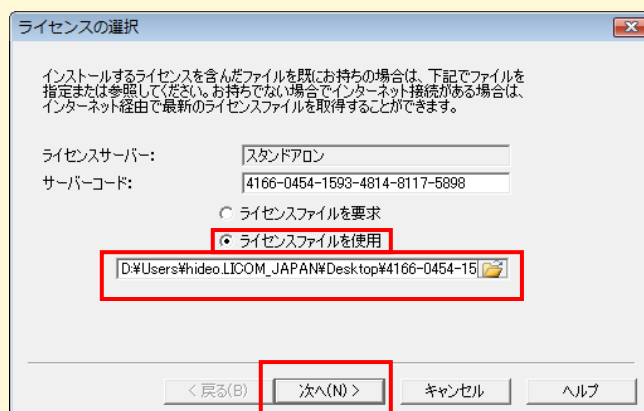 ライセンスの選択
インストールするライセンスを含んだファイルを既にお持ちの場合は、下記でファイルを
指定または参照してください。お持ちでない場合でインターネット接続がある場合は、
インターネット経由で最新のライセンスファイルを取得することができます。
ライセンスサーバー: スタンドアロン
サーバーコード: 4166-0454-1593-4814-8117-5898
ライセンスファイルを要求
ライセンスファイルを使用
D:¥Users¥hideo.LICOM_JAPAN¥Desktop¥4166-0454-15
< 戻る(B) 次へ(N) > キャンセル ヘルプ